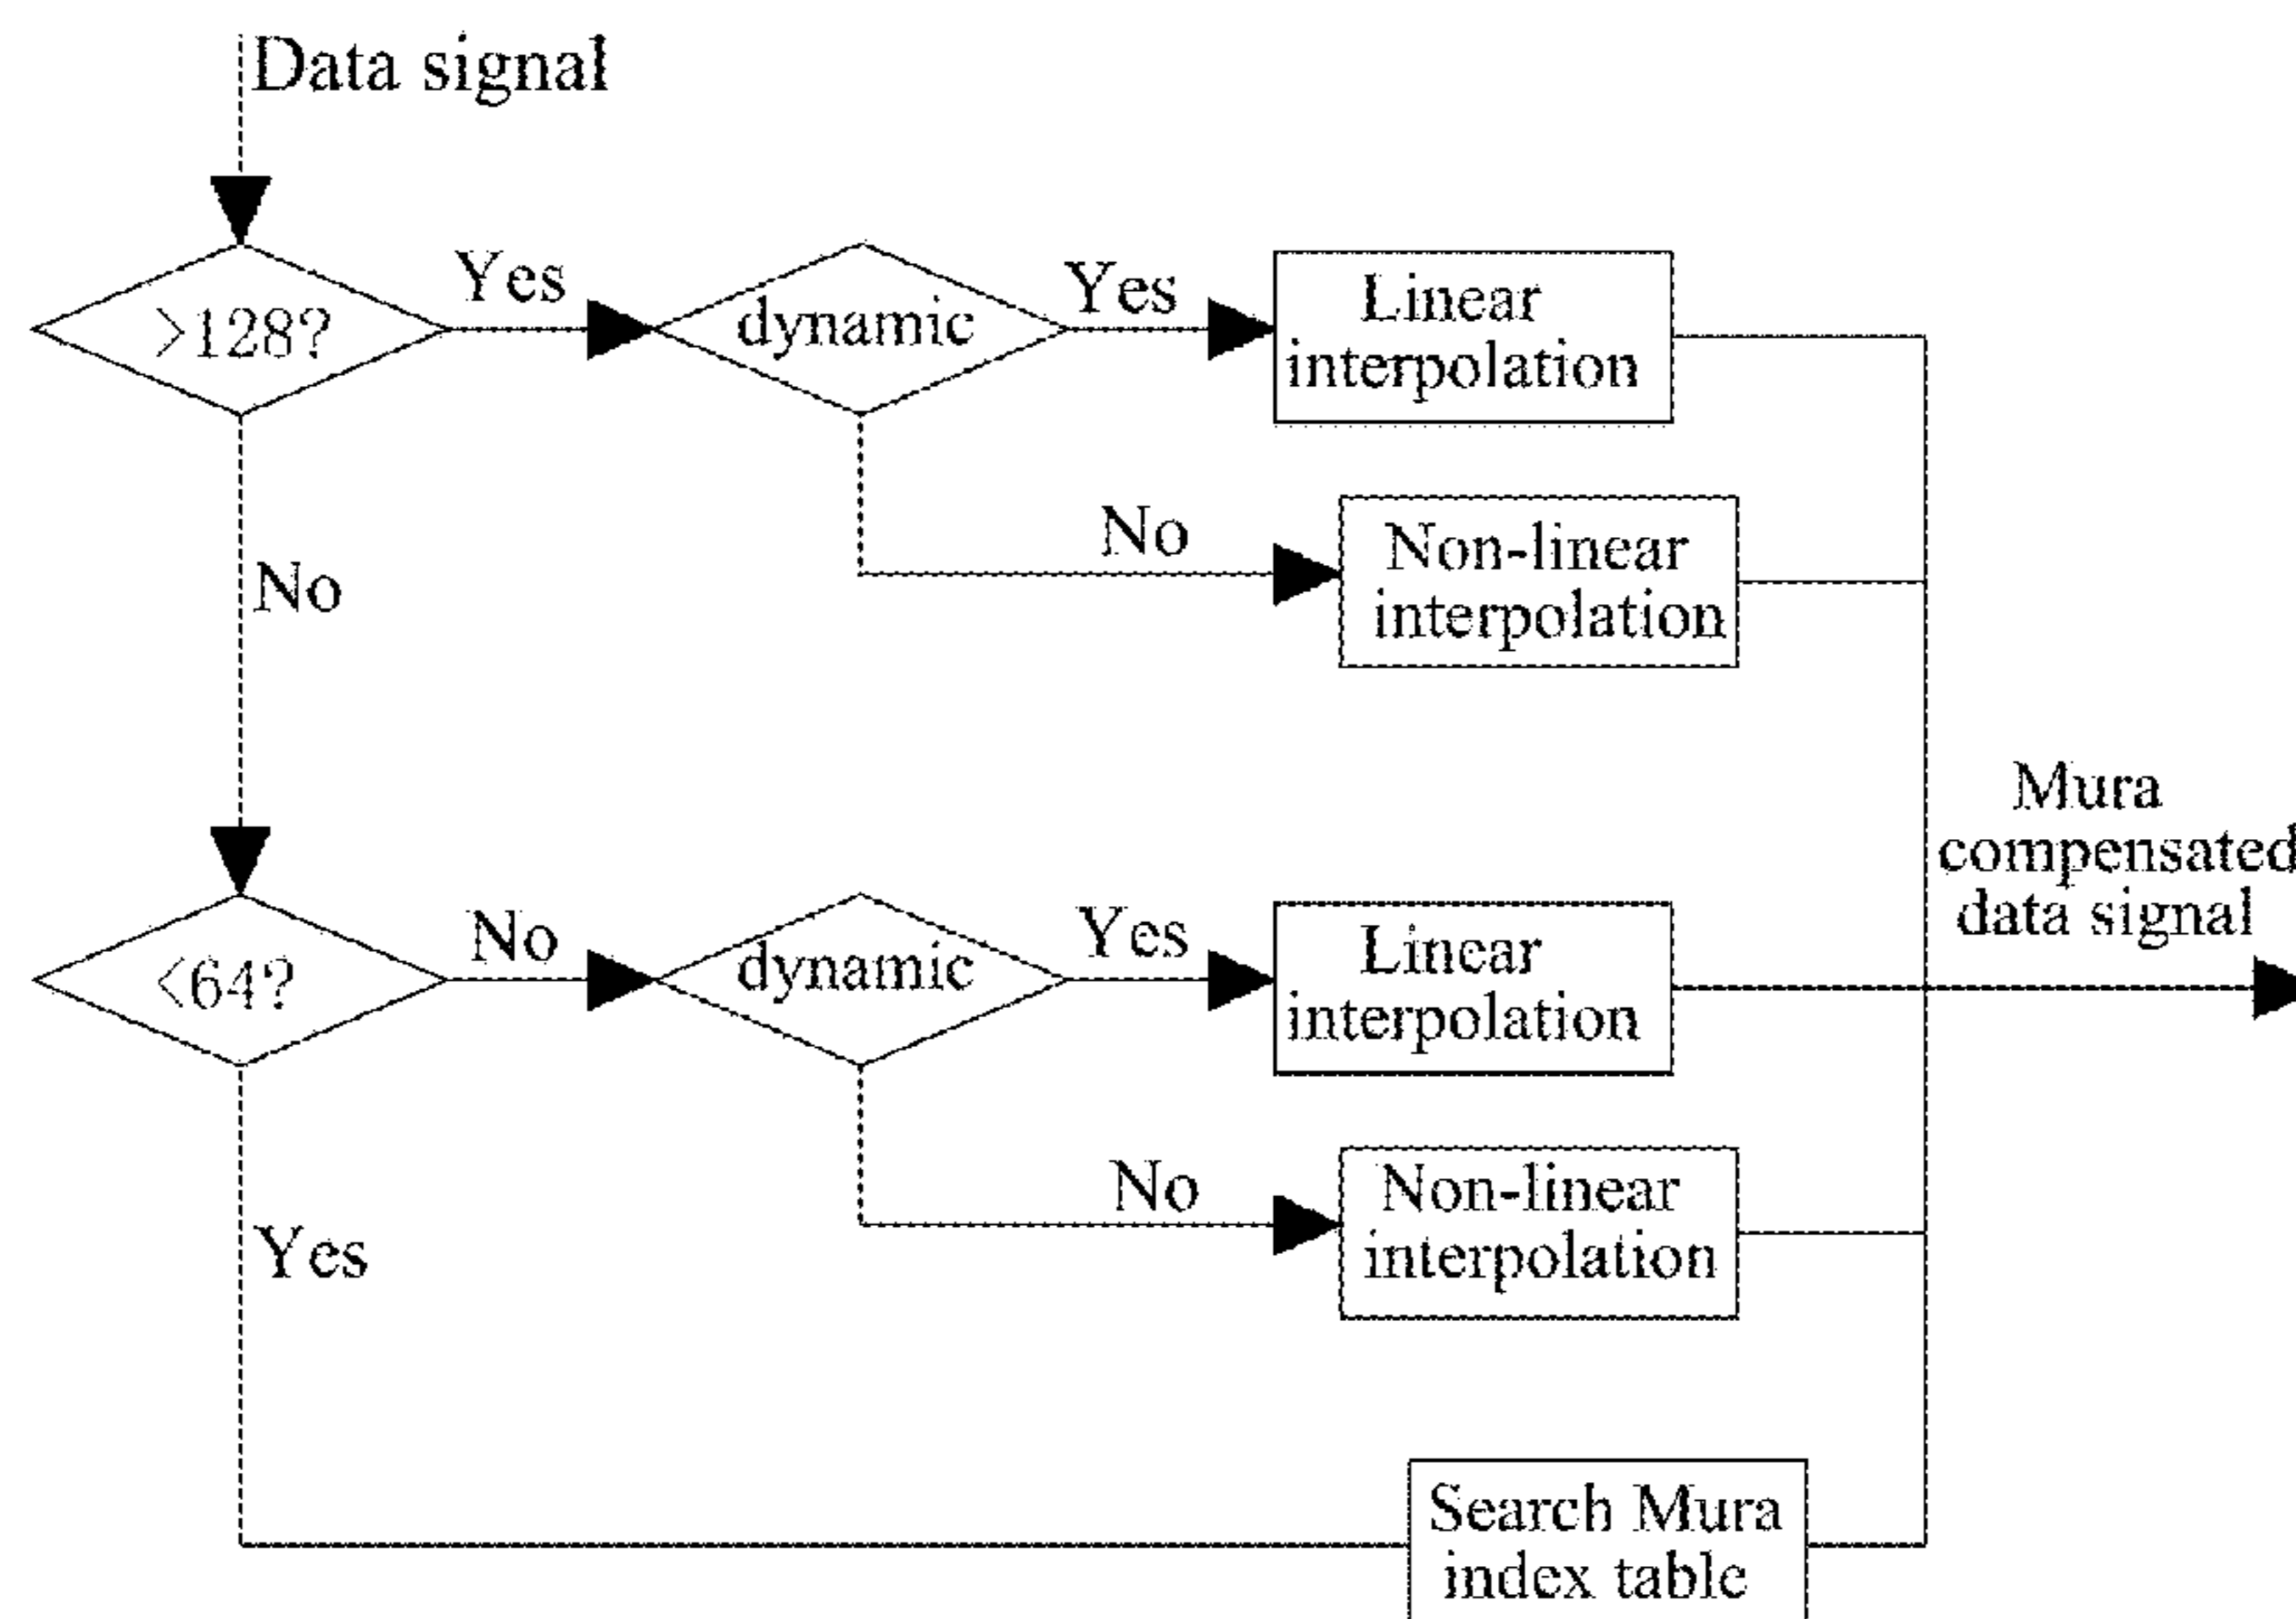 Data signal
>128?
Yes
dynamic
Yes
Linear
interpolation
No
Non-linear
interpolation
No
Mura
compensated
data signal
<64?
No
dynamic
Yes
Linear
interpolation
No
Non-linear
interpolation
Yes
Search Mura
index table